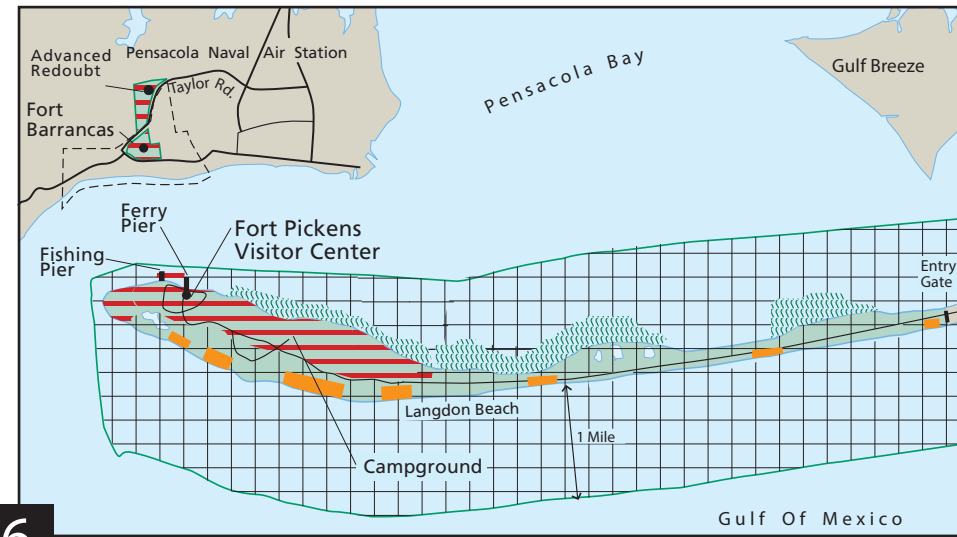 Advanced
Redoubt
Pensacola Naval Air Station
Taylor Rd.
Fort
Barrancas
Pensacola Bay
Gulf Breeze
Ferry
Pier
Fort Pickens
Visitor Center
Fishing
Pier
Entry
Gate
Langdon Beach
1 Mile
Campground
Gulf Of Mexico
6